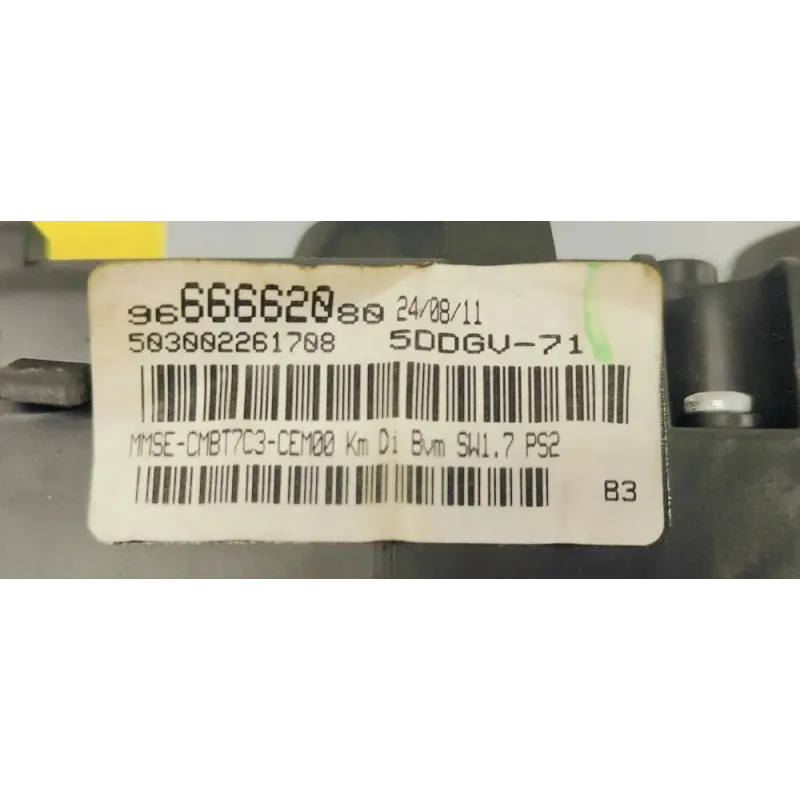 9666662080 24/08/11
503002261708 5DDGV-71
MMSE-CMBT7C3-CEM00 Km Di Bvm SW1.7 PS2
B3